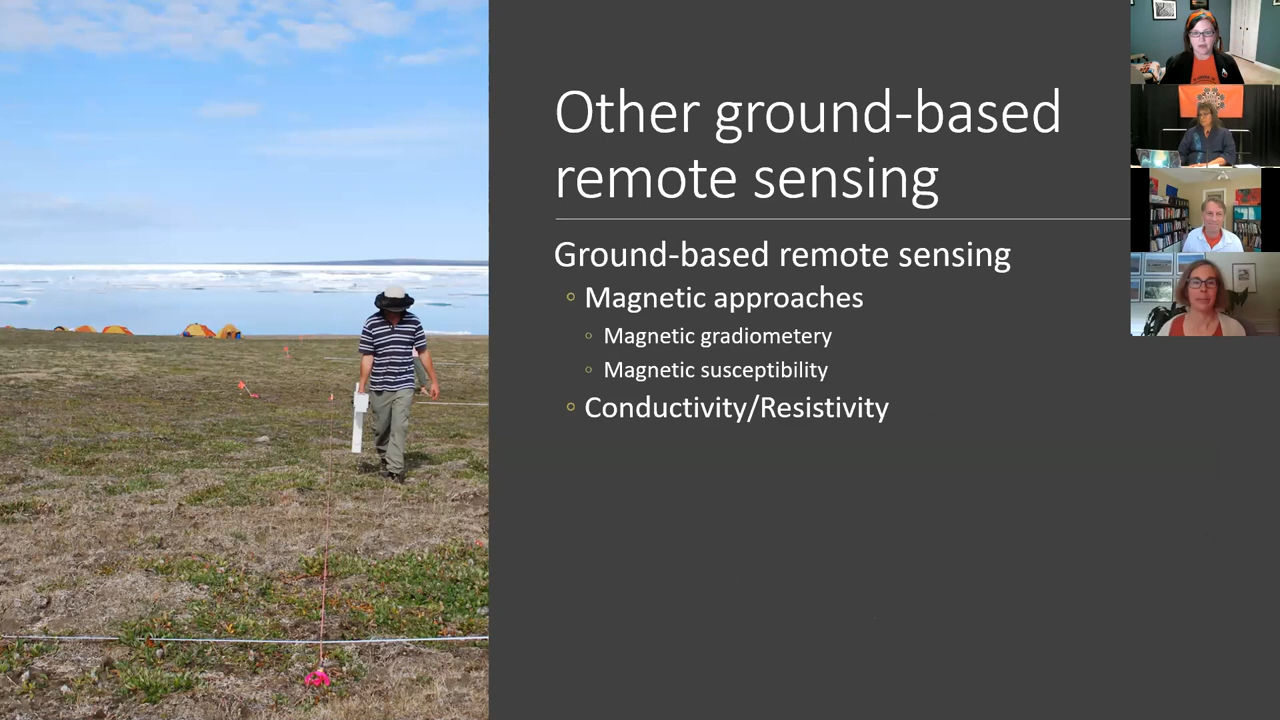 Other ground-based
remote sensing
Ground-based remote sensing
Magnetic approaches
Magnetic gradiometery
Magnetic susceptibility
Conductivity/Resistivity